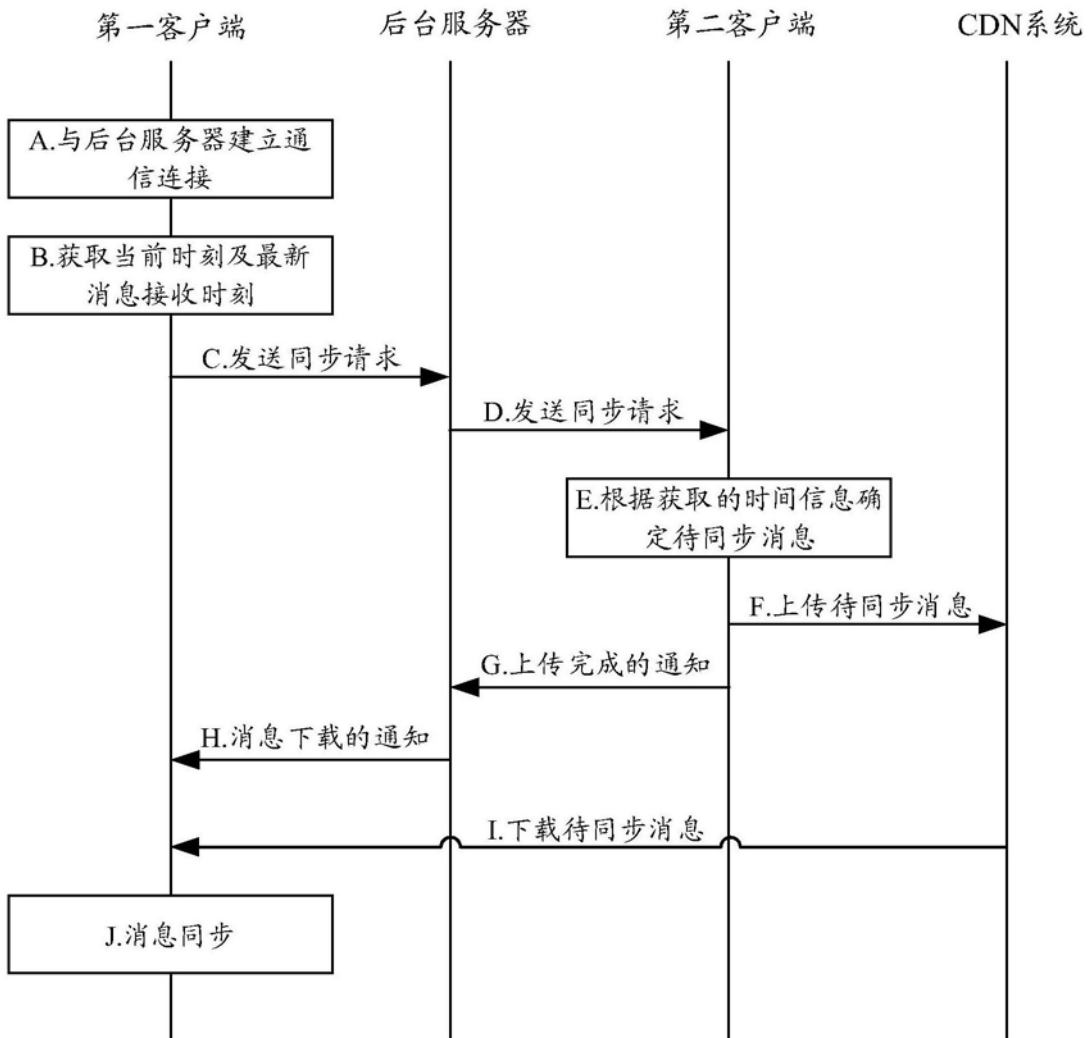 第一客户端
后台服务器
第二客户端
CDN系统
A.与后台服务器建立通
信连接
B.获取当前时刻及最新
消息接收时刻
C.发送同步请求
D.发送同步请求
E.根据获取的时间信息确
定待同步消息
F.上传待同步消息
G.上传完成的通知
H.消息下载的通知
I.下载待同步消息
J.消息同步